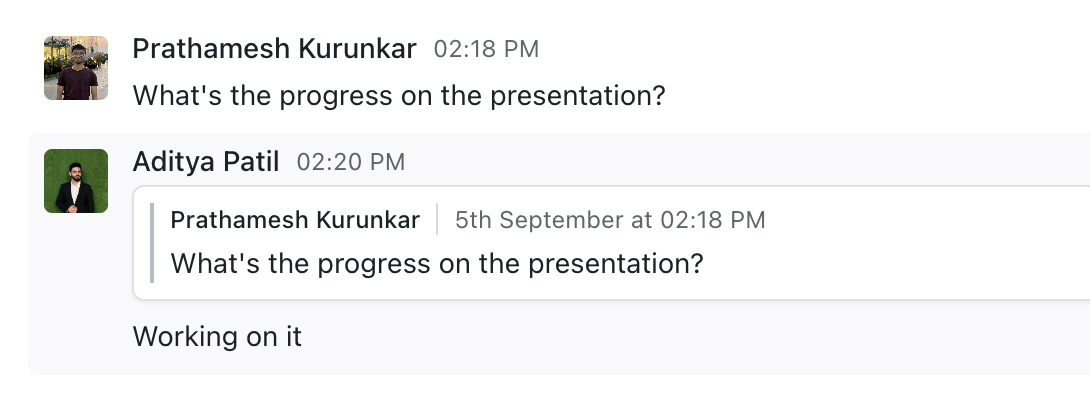 Prathamesh Kurunkar 02:18 PM
What's the progress on the presentation?
Aditya Patil 02:20 PM
Prathamesh Kurunkar 5th September at 02:18 PM
What's the progress on the presentation?
Working on it